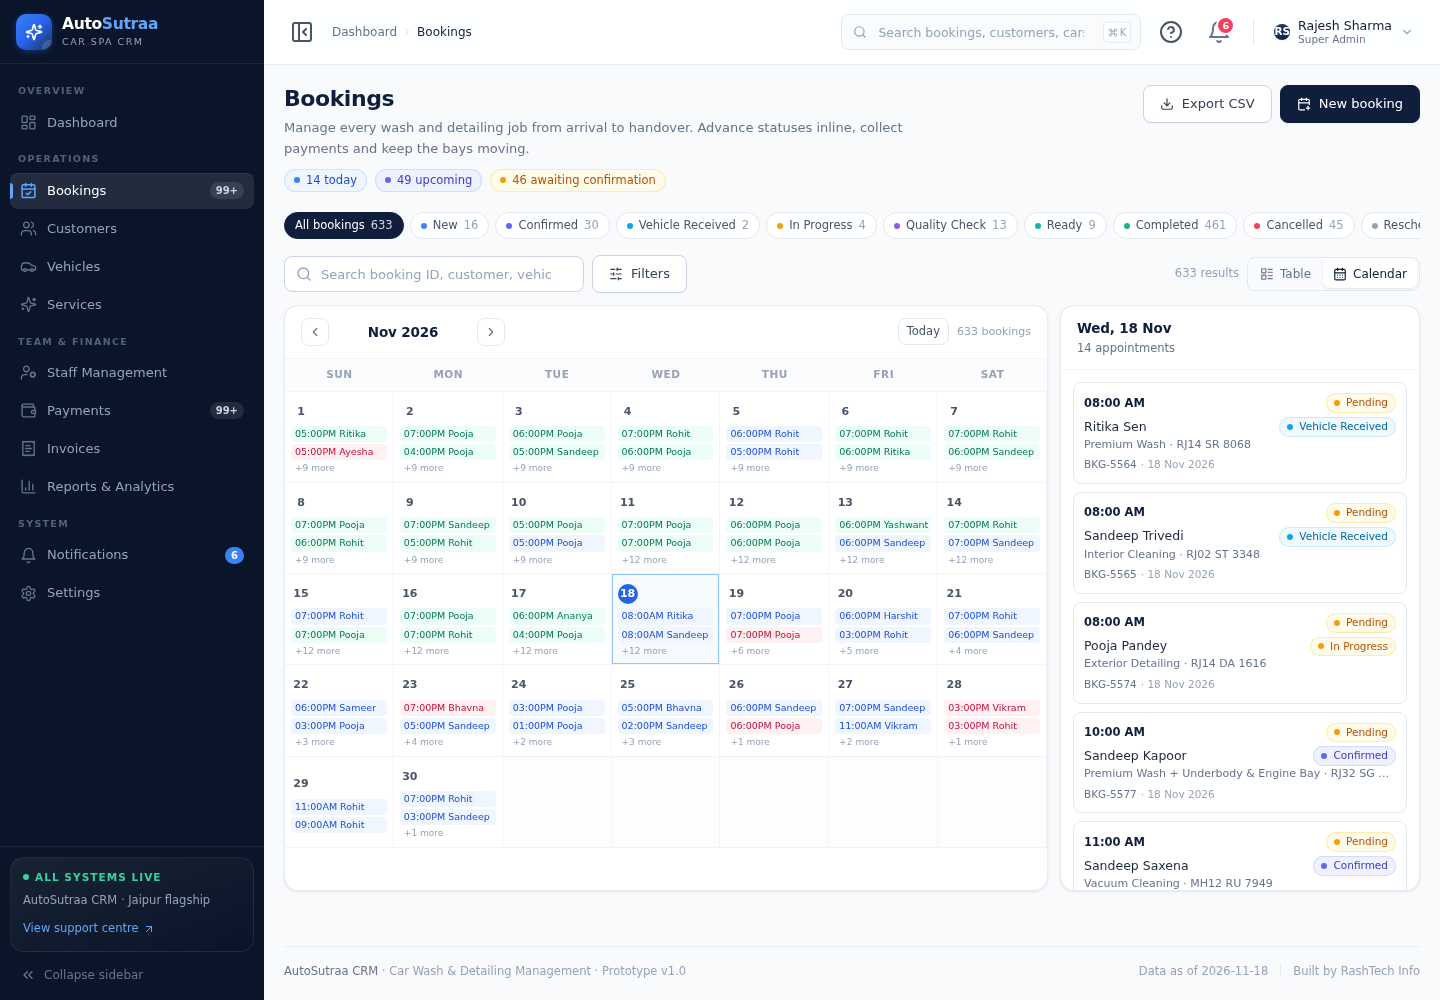 AutoSutraa
CAR SPA CRM
OVERVIEW
Dashboard
OPERATIONS
Bookings 99+
Customers
Vehicles
Services
TEAM & FINANCE
Staff Management
Payments 99+
Invoices
Reports & Analytics
SYSTEM
Notifications 6
Settings
ALL SYSTEMS LIVE
AutoSutraa CRM · Jaipur flagship
View support centre
Collapse sidebar
Dashboard Bookings
Search bookings, customers, car ⌘K
6
RS Rajesh Sharma
Super Admin
Bookings
Export CSV
New booking
Manage every wash and detailing job from arrival to handover. Advance statuses inline, collect
payments and keep the bays moving.
14 today 49 upcoming 46 awaiting confirmation
All bookings 633 New 16 Confirmed 30 Vehicle Received 2 In Progress 4 Quality Check 13 Ready 9 Completed 461 Cancelled 45 Resche
Search booking ID, customer, vehic Filters 633 results Table Calendar
Nov 2026 Today 633 bookings
SUN MON TUE WED THU FRI SAT
1 2 3 4 5 6 7
05:00PM Ritika 07:00PM Pooja 06:00PM Pooja 07:00PM Rohit 06:00PM Rohit 07:00PM Rohit 07:00PM Rohit
05:00PM Ayesha 04:00PM Pooja 05:00PM Sandeep 06:00PM Pooja 05:00PM Rohit 06:00PM Ritika 06:00PM Sandeep
+9 more +9 more +9 more +9 more +9 more +9 more +9 more
8 9 10 11 12 13 14
07:00PM Pooja 07:00PM Sandeep 05:00PM Pooja 07:00PM Pooja 06:00PM Pooja 06:00PM Yashwant 07:00PM Rohit
06:00PM Rohit 05:00PM Rohit 05:00PM Pooja 07:00PM Pooja 06:00PM Pooja 06:00PM Sandeep 07:00PM Sandeep
+9 more +9 more +9 more +12 more +12 more +12 more +12 more
15 16 17 18 19 20 21
07:00PM Rohit 07:00PM Pooja 06:00PM Ananya 08:00AM Ritika 07:00PM Pooja 06:00PM Harshit 07:00PM Rohit
07:00PM Pooja 07:00PM Rohit 04:00PM Pooja 08:00AM Sandeep 07:00PM Pooja 03:00PM Rohit 06:00PM Sandeep
+12 more +12 more +12 more +12 more +6 more +5 more +4 more
22 23 24 25 26 27 28
06:00PM Sameer 07:00PM Bhavna 03:00PM Pooja 05:00PM Bhavna 06:00PM Sandeep 07:00PM Sandeep 03:00PM Vikram
03:00PM Pooja 05:00PM Sandeep 01:00PM Pooja 02:00PM Sandeep 06:00PM Pooja 11:00AM Vikram 03:00PM Rohit
+3 more +4 more +2 more +3 more +1 more +2 more +1 more
29 30
11:00AM Rohit 07:00PM Rohit
09:00AM Rohit 03:00PM Sandeep
+1 more
Wed, 18 Nov
14 appointments
08:00 AM Pending
Ritika Sen Vehicle Received
Premium Wash · RJ14 SR 8068
BKG-5564 · 18 Nov 2026
08:00 AM Pending
Sandeep Trivedi Vehicle Received
Interior Cleaning · RJ02 ST 3348
BKG-5565 · 18 Nov 2026
08:00 AM Pending
Pooja Pandey In Progress
Exterior Detailing · RJ14 DA 1616
BKG-5574 · 18 Nov 2026
10:00 AM Pending
Sandeep Kapoor Confirmed
Premium Wash + Underbody & Engine Bay · RJ32 SG ...
BKG-5577 · 18 Nov 2026
11:00 AM Pending
Sandeep Saxena Confirmed
Vacuum Cleaning · MH12 RU 7949
AutoSutraa CRM · Car Wash & Detailing Management · Prototype v1.0
Data as of 2026-11-18 Built by RashTech Info